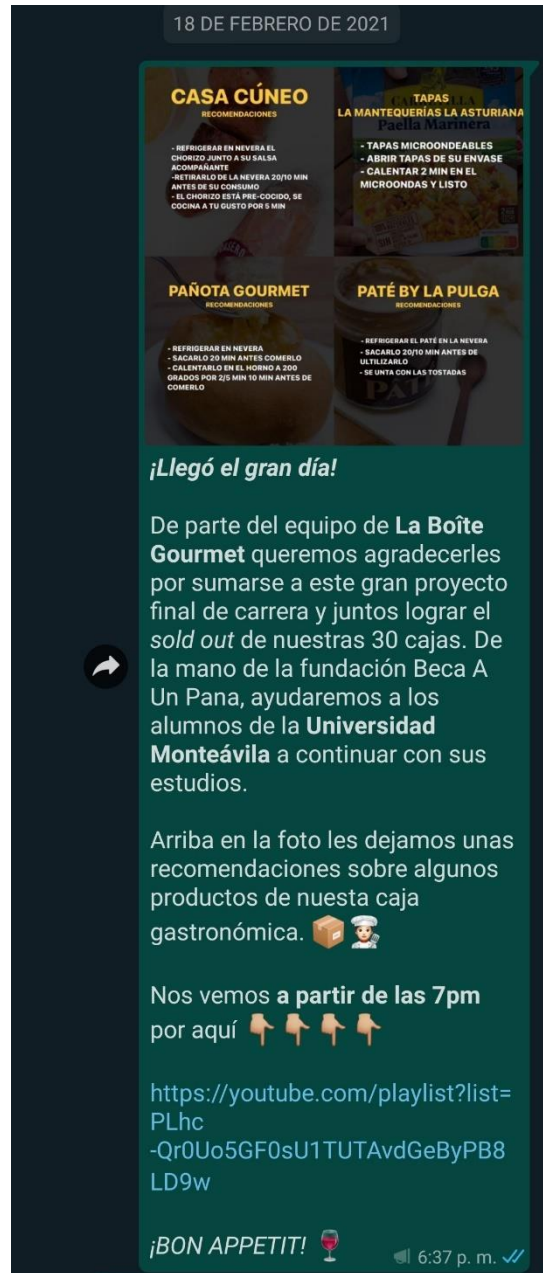 18 DE FEBRERO DE 2021
CASA CÚNEO
RECOMENDACIONES
- REFRIGERAR EN NEVERA EL
CHORIZO JUNTO A SU SALSA
ACOMPAÑANTE
-RETIRARLO DE LA NEVERA 20/10 MIN
ANTES DE SU CONSUMO
- EL CHORIZO ESTÁ PRE-COCIDO, SE
COCINA A TU GUSTO POR 5 MIN
TAPAS
LA MANTEQUERÍAS LA ASTURIANA
Paella Marinera
- TAPAS MICROONDEABLES
- ABRIR TAPAS DE SU ENVASE
- CALENTAR 2 MIN EN EL
MICROONDAS Y LISTO
PAÑOTA GOURMET
RECOMENDACIONES
- REFRIGERAR EN NEVERA
- SACARLO 20 MIN ANTES COMERLO
- CALENTARLO EN EL HORNO A 200
GRADOS POR 2/5 MIN 10 MIN ANTES DE
COMERLO
PATÉ BY LA PULGA
RECOMENDACIONES
- REFRIGERAR EL PATÉ EN LA NEVERA
- SACARLO 20/10 MIN ANTES DE
ULTILIZARLO
- SE UNTA CON LAS TOSTADAS
PATÉ
¡Llegó el gran día!
De parte del equipo de La Boîte
Gourmet queremos agradecerles
por sumarse a este gran proyecto
final de carrera y juntos lograr el
sold out de nuestras 30 cajas. De
la mano de la fundación Beca A
Un Pana, ayudaremos a los
alumnos de la Universidad
Monteávila a continuar con sus
estudios.
Arriba en la foto les dejamos unas
recomendaciones sobre algunos
productos de nuesta caja
gastronómica. 📦👩🏻‍🍳
Nos vemos a partir de las 7pm
por aquí 👇🏼👇🏼👇🏼👇🏼
https://youtube.com/playlist?list=
PLhc
-Qr0Uo5GF0sU1TUTAvdGeByPB8
LD9w
¡BON APPETIT! 🍷
6:37 p. m.